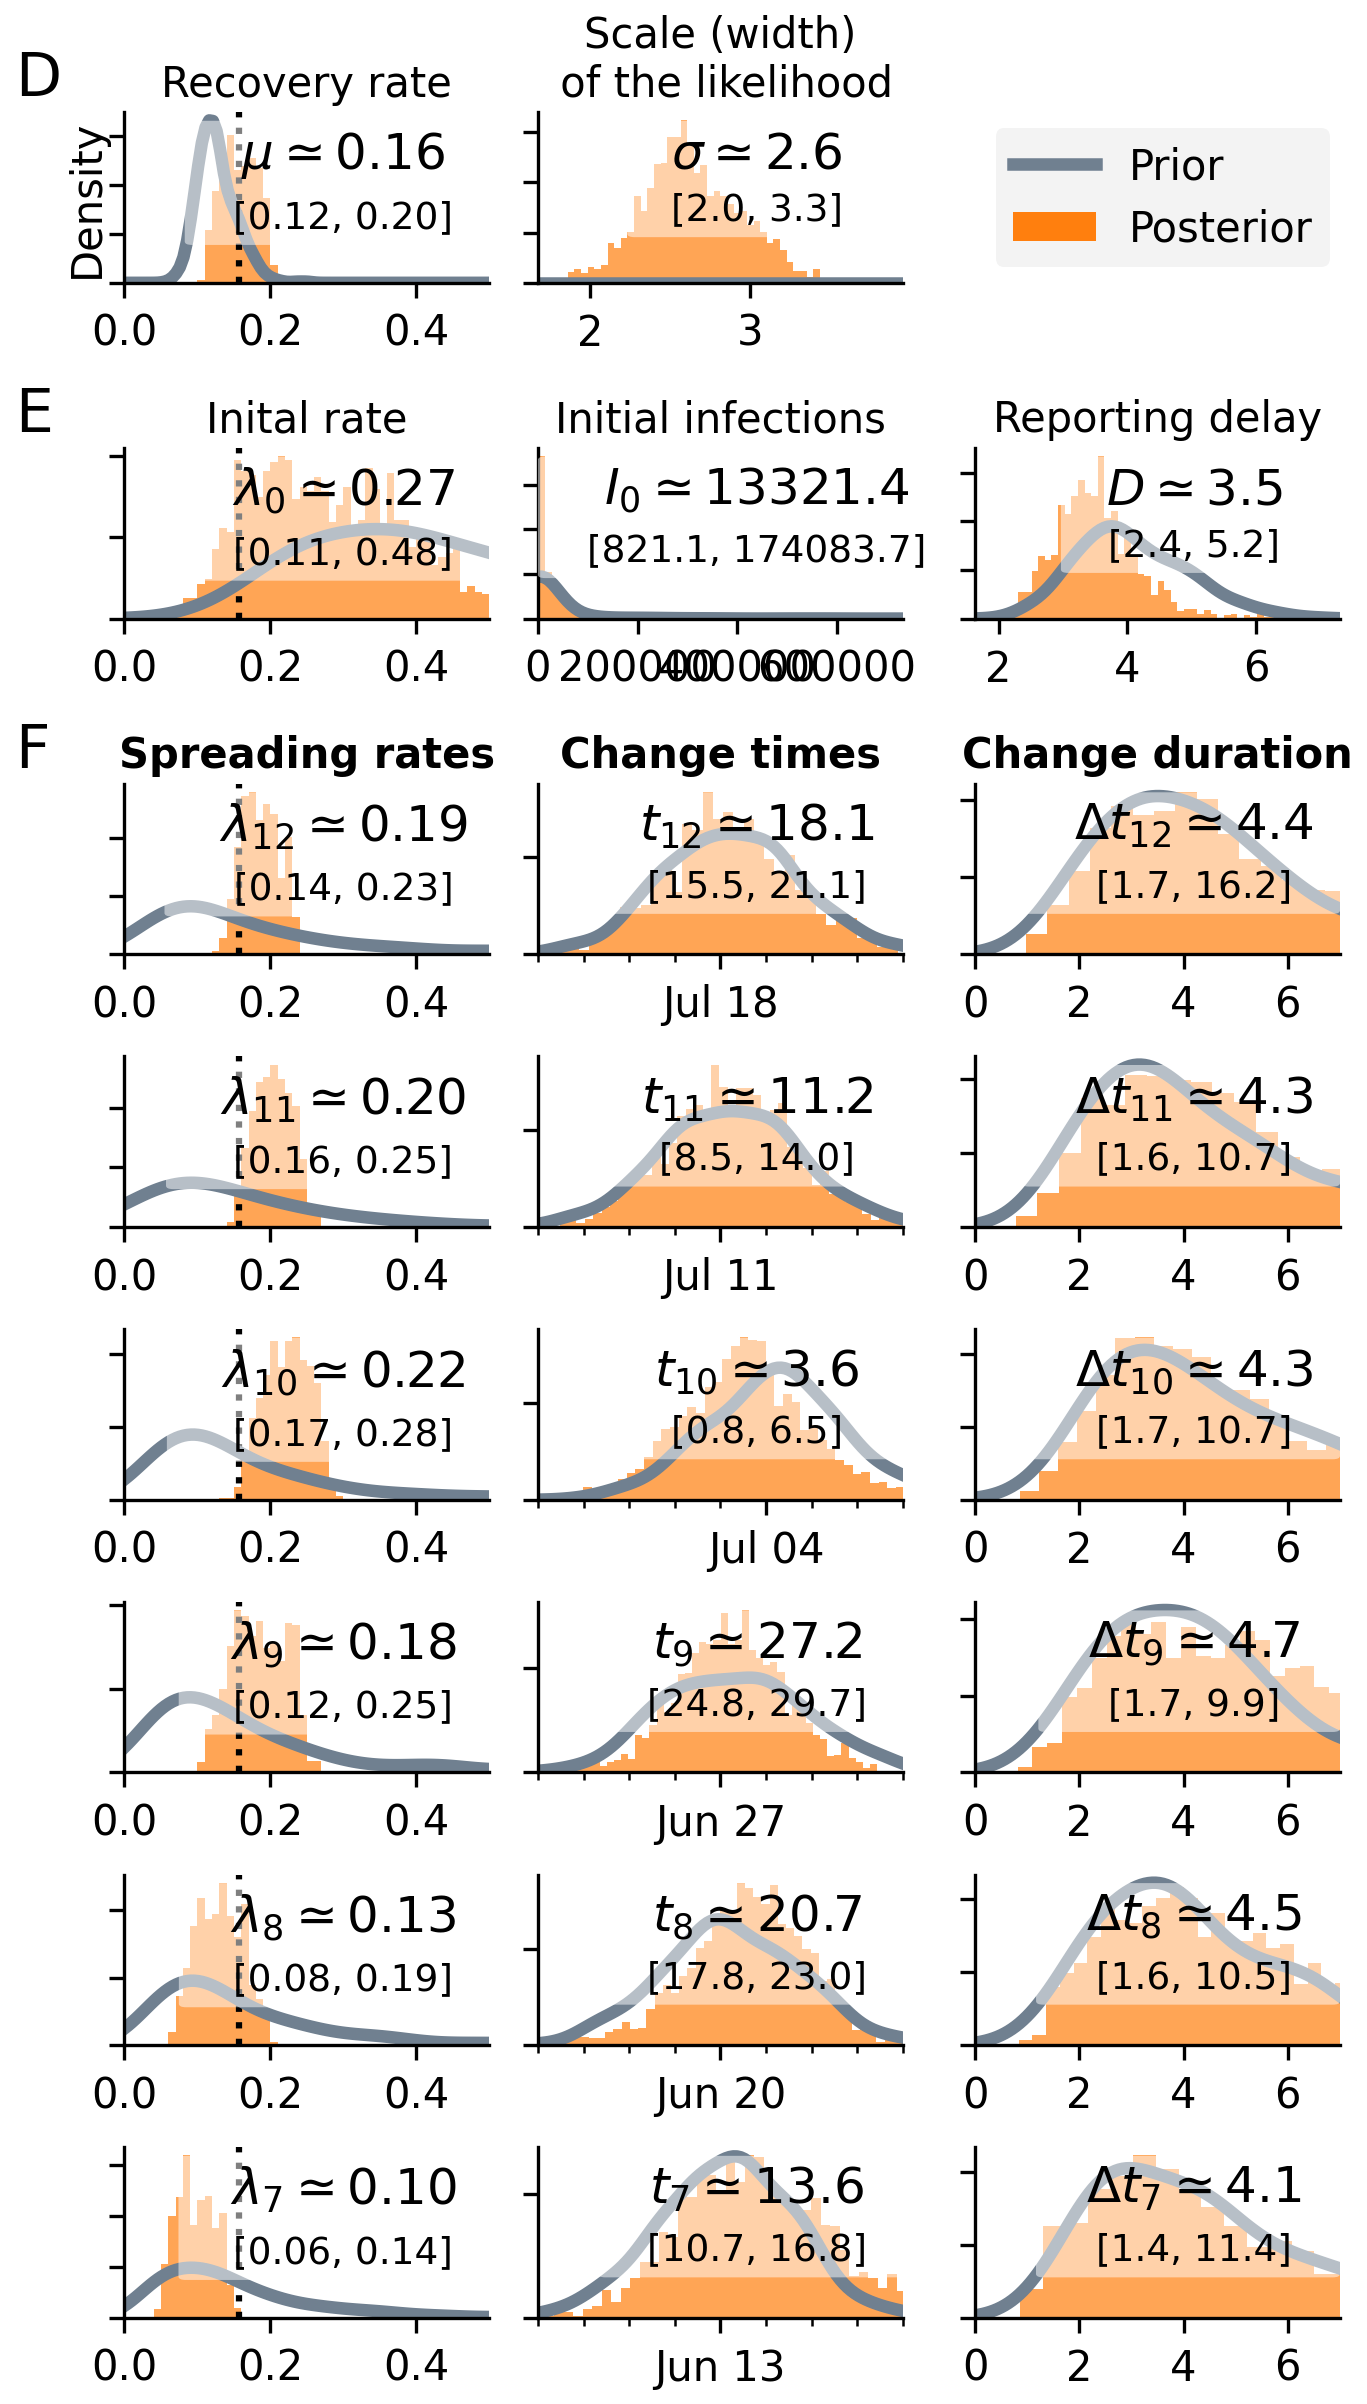 D
Recovery rate
Scale (width)
of the likelihood
Density
μ ≃ 0.16
[0.12, 0.20]
0.0 0.2 0.4
σ ≃ 2.6
[2.0, 3.3]
2 3
Prior
Posterior
E
Inital rate
λ0 ≃ 0.27
[0.11, 0.48]
0.0 0.2 0.4
Initial infections
I0 ≃ 13321.4
[821.1, 174083.7]
0 200000 400000 600000
Reporting delay
D ≃ 3.5
[2.4, 5.2]
2 4 6
F
Spreading rates
Change times
Change duration
λ12 ≃ 0.19
[0.14, 0.23]
0.0 0.2 0.4
t12 ≃ 18.1
[15.5, 21.1]
Jul 18
Δt12 ≃ 4.4
[1.7, 16.2]
0 2 4 6
λ11 ≃ 0.20
[0.16, 0.25]
0.0 0.2 0.4
t11 ≃ 11.2
[8.5, 14.0]
Jul 11
Δt11 ≃ 4.3
[1.6, 10.7]
0 2 4 6
λ10 ≃ 0.22
[0.17, 0.28]
0.0 0.2 0.4
t10 ≃ 3.6
[0.8, 6.5]
Jul 04
Δt10 ≃ 4.3
[1.7, 10.7]
0 2 4 6
λ9 ≃ 0.18
[0.12, 0.25]
0.0 0.2 0.4
t9 ≃ 27.2
[24.8, 29.7]
Jun 27
Δt9 ≃ 4.7
[1.7, 9.9]
0 2 4 6
λ8 ≃ 0.13
[0.08, 0.19]
0.0 0.2 0.4
t8 ≃ 20.7
[17.8, 23.0]
Jun 20
Δt8 ≃ 4.5
[1.6, 10.5]
0 2 4 6
λ7 ≃ 0.10
[0.06, 0.14]
0.0 0.2 0.4
t7 ≃ 13.6
[10.7, 16.8]
Jun 13
Δt7 ≃ 4.1
[1.4, 11.4]
0 2 4 6